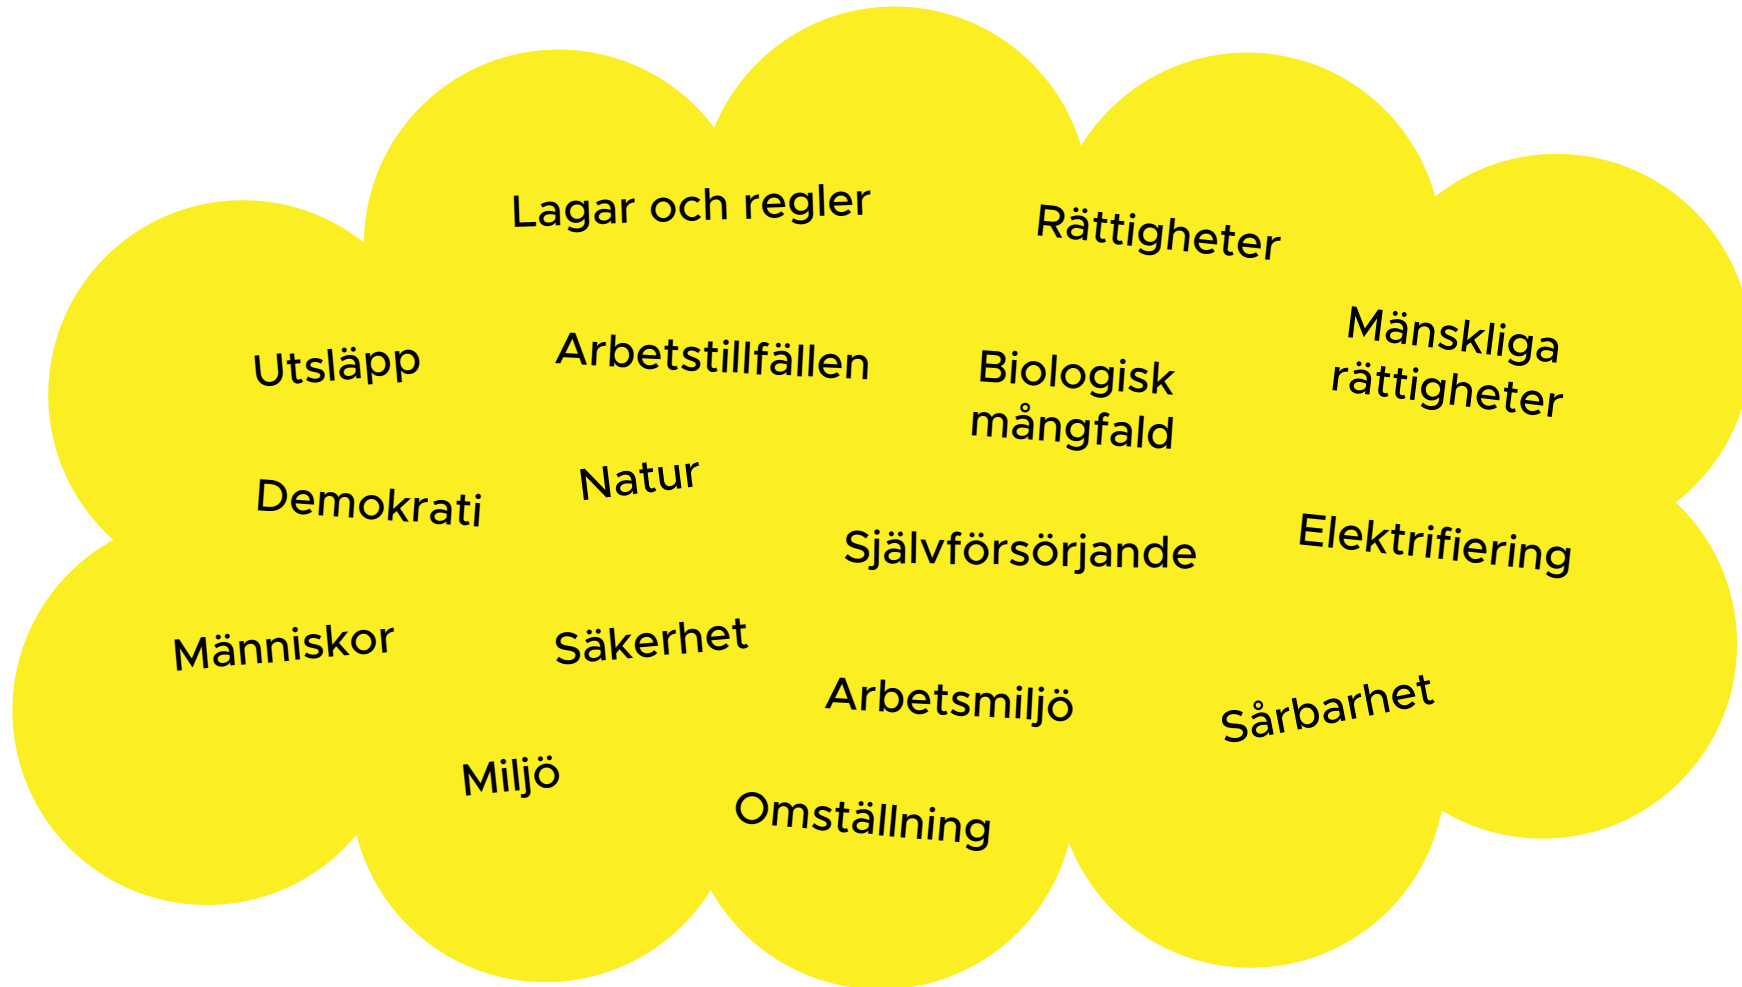 Lagar och regler
Rättigheter
Mänskliga
rättigheter
Utsläpp
Arbetstillfällen
Biologisk
mångfald
Demokrati
Natur
Självförsörjande
Elektrifiering
Människor
Säkerhet
Arbetsmiljö
Sårbarhet
Miljö
Omställning